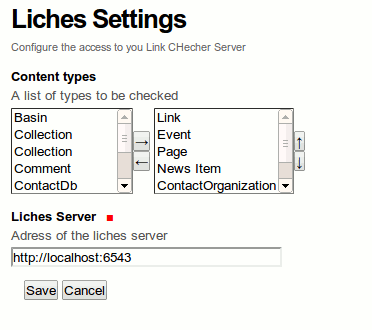 Liches Settings
Configure the access to you Link CHecher Server
Content types
A list of types to be checked
Basin
Collection
Collection
Comment
ContactDb
→
←
Link
Event
Page
News Item
ContactOrganization
↑
↓
Liches Server
Adress of the liches server
http://localhost:6543
Save Cancel